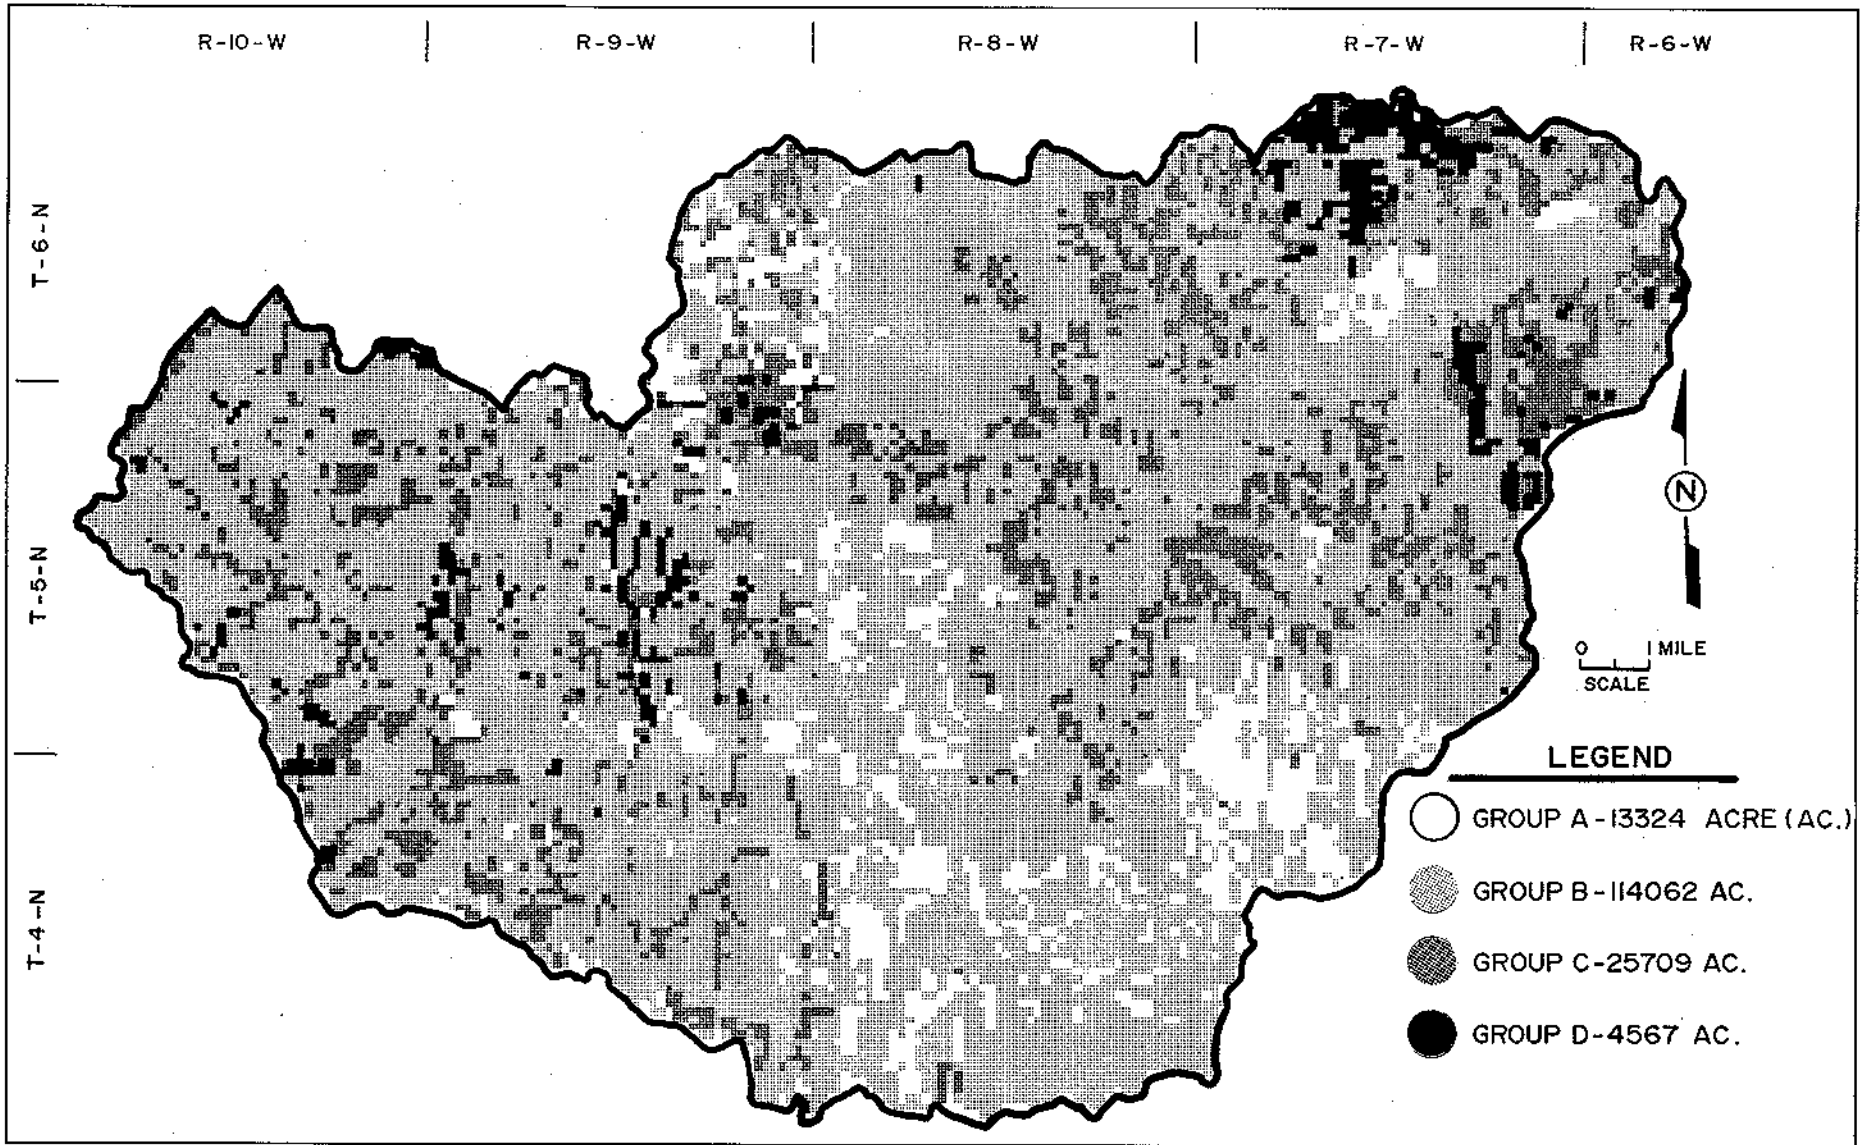 R-10-W
R-9-W
R-8-W
R-7-W
R-6-W
T-6-N
T-5-N
T-4-N
N
0 1 MILE
SCALE
LEGEND
GROUP A-13324 ACRE (AC.)
GROUP B-114062 AC.
GROUP C-25709 AC.
GROUP D-4567 AC.